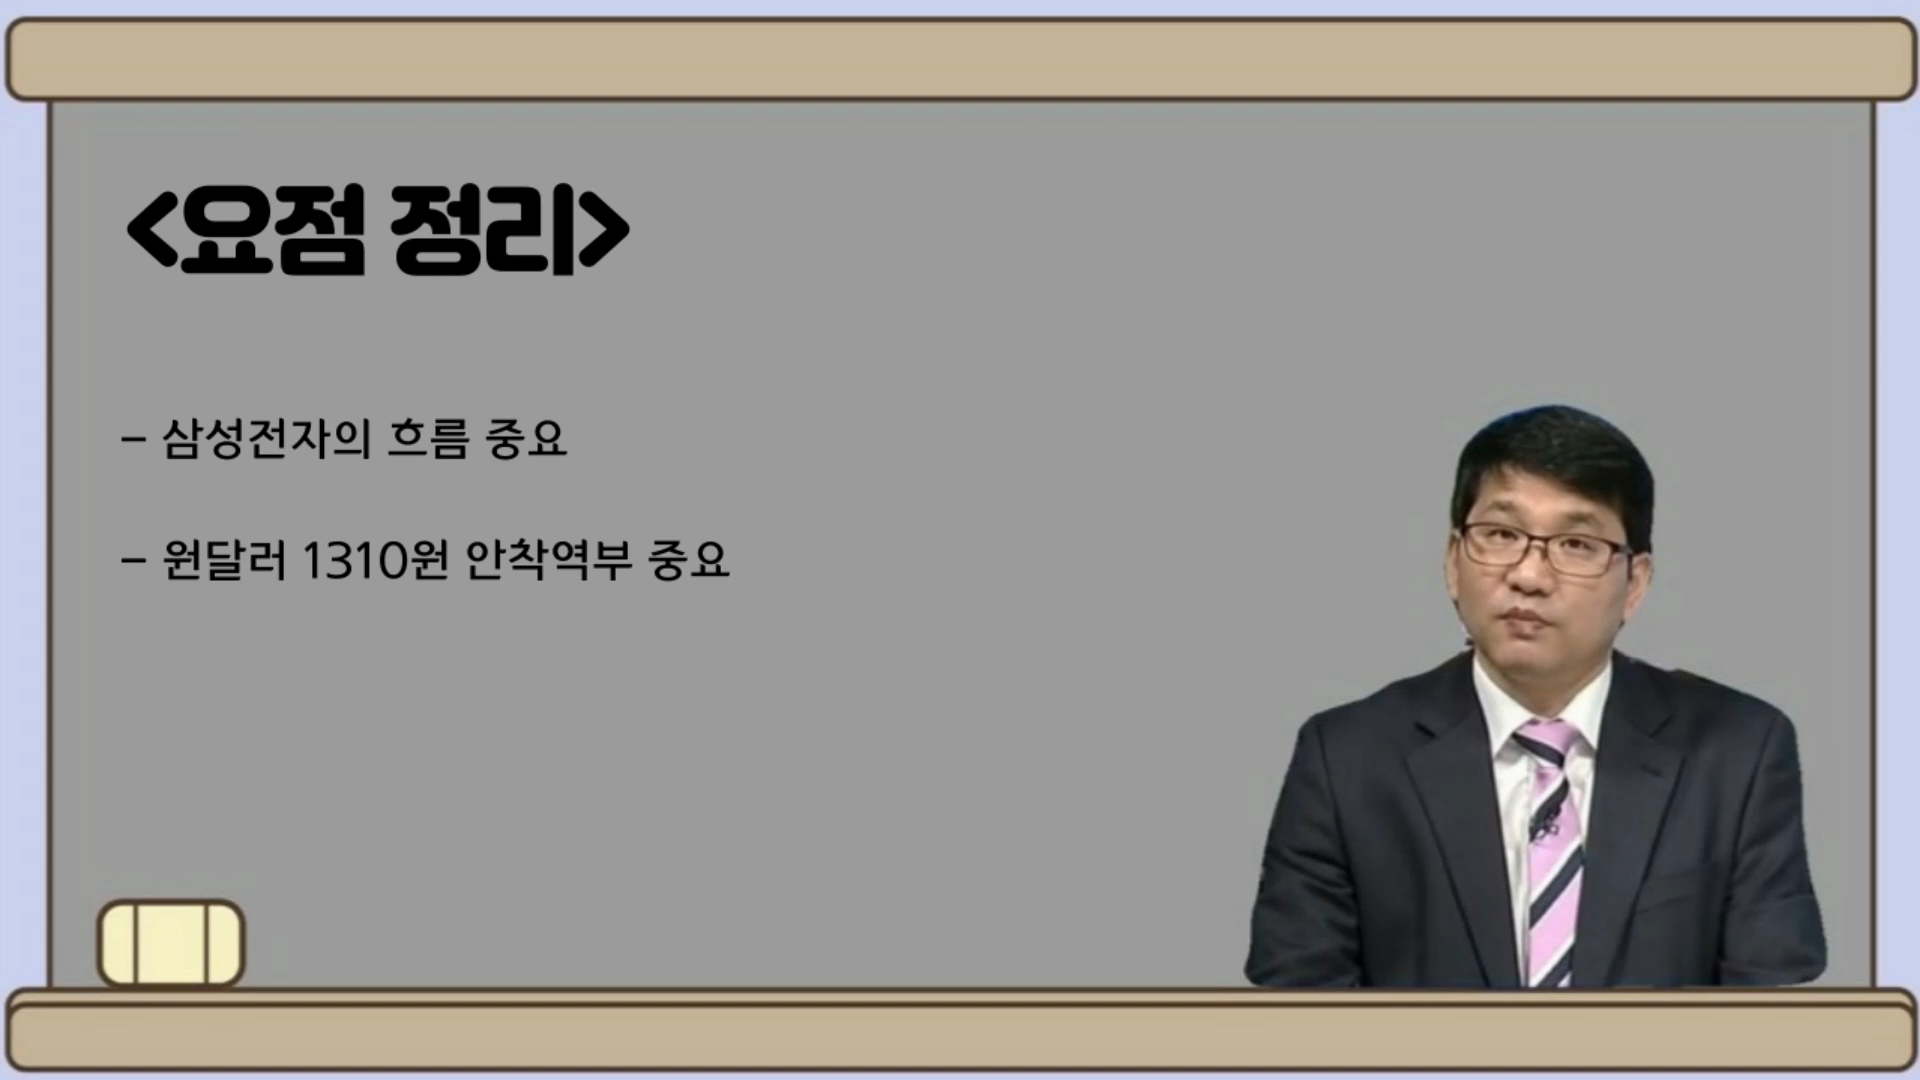 <요점 정리>
- 삼성전자의 흐름 중요
- 원달러 1310원 안착역부 중요